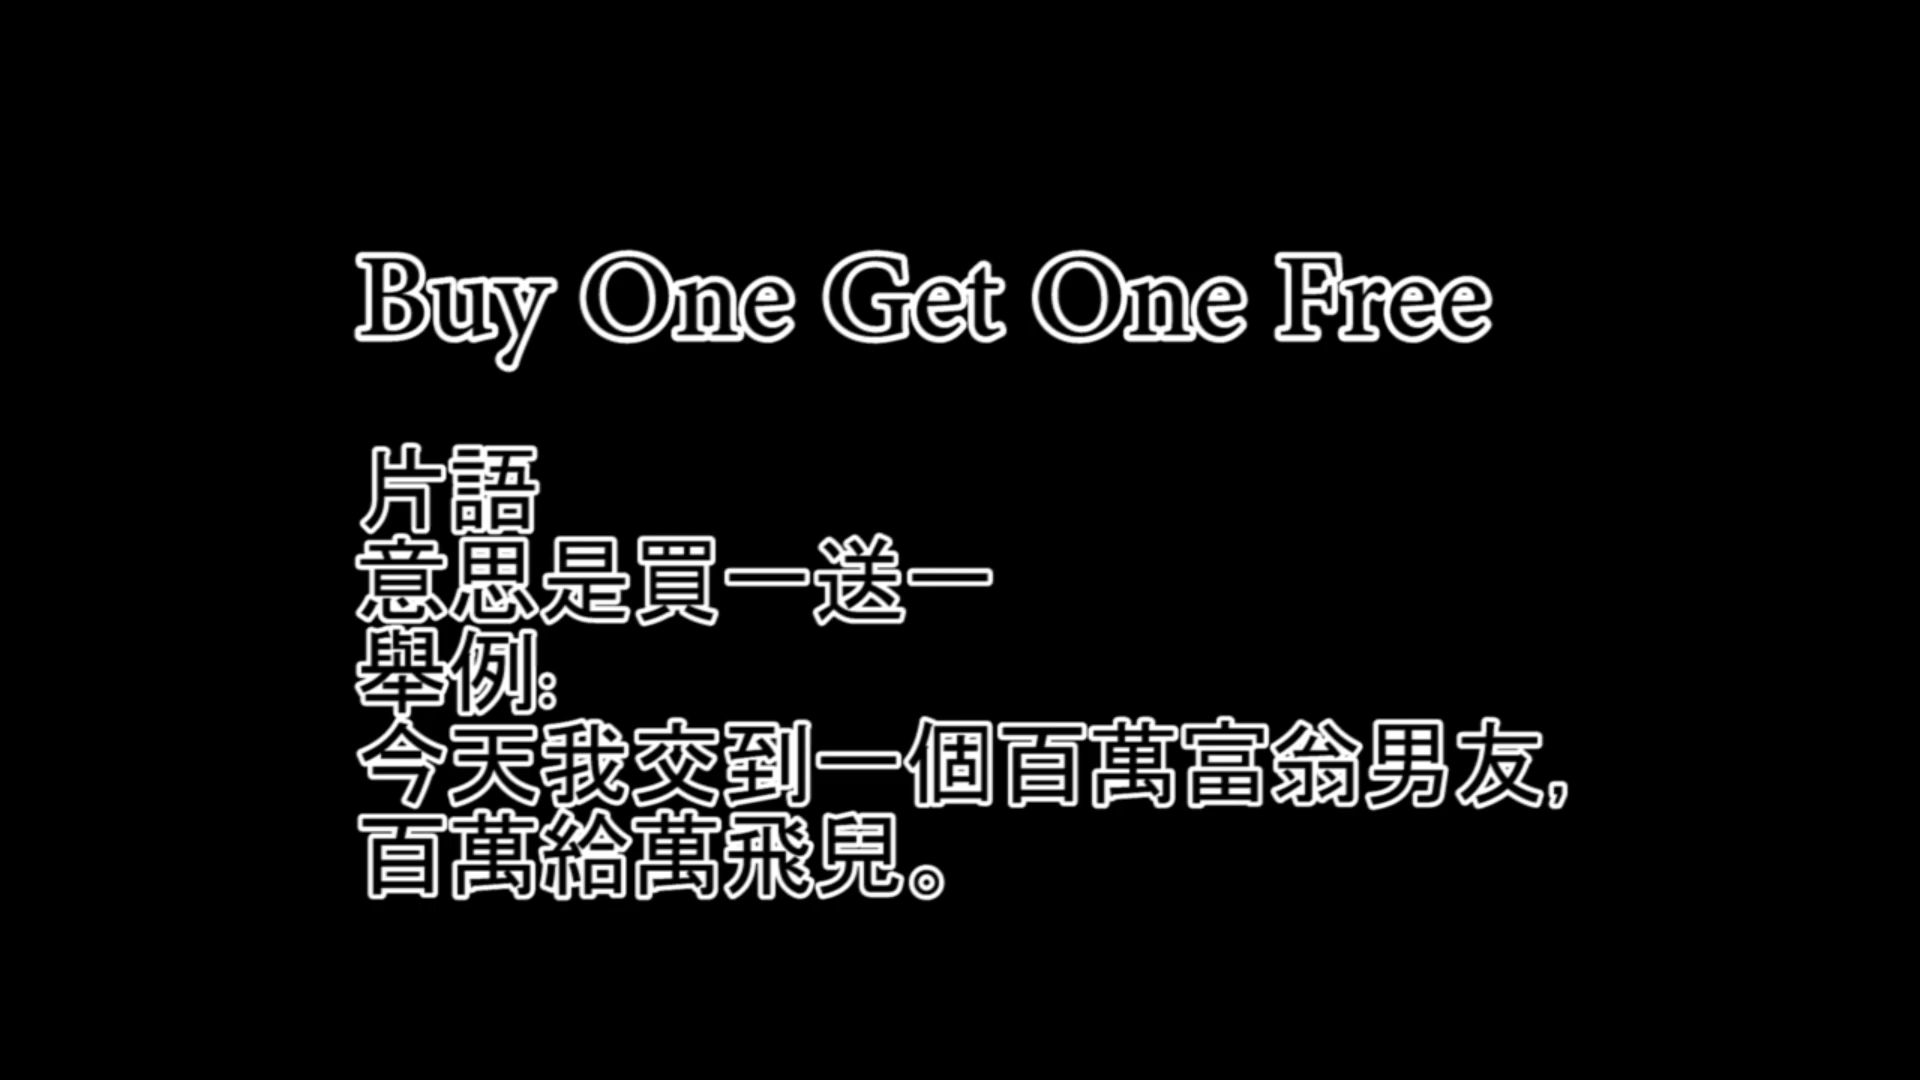 Buy One Get One Free
片語
意思是買一送一
舉例:
今天我交到一個百萬富翁男友,
百萬給萬飛兒。